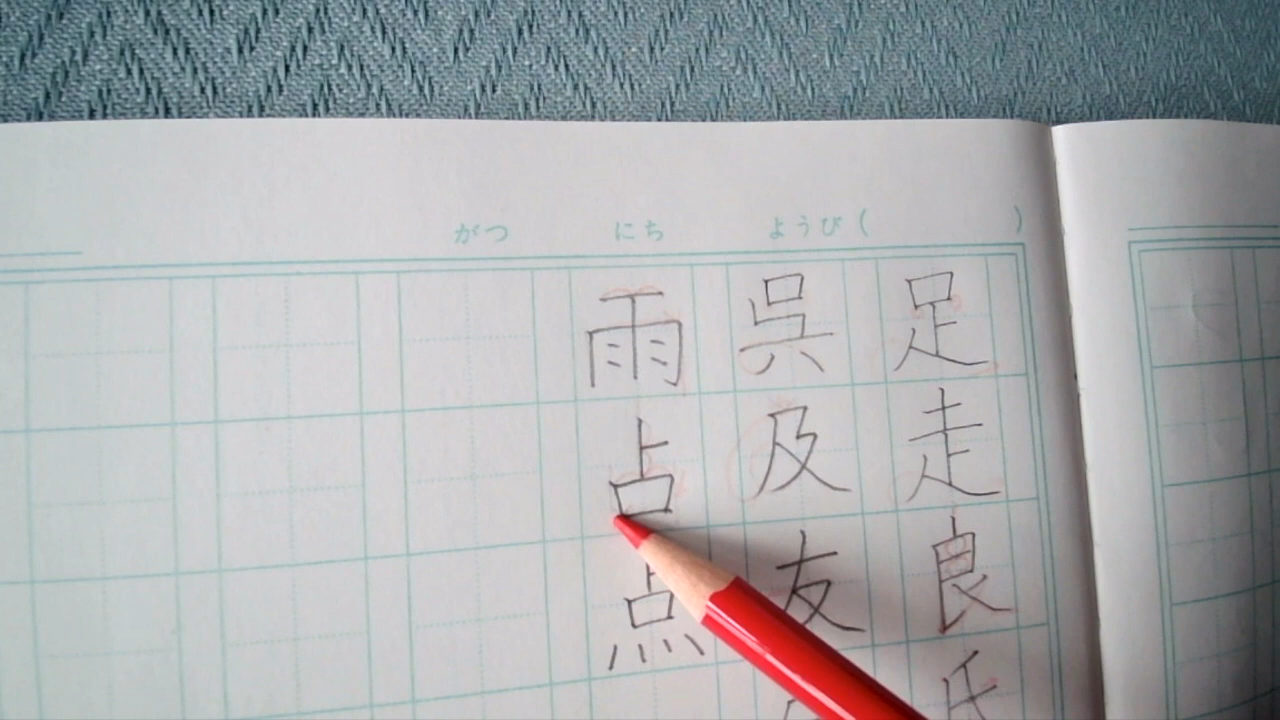 がつ にち ようび( )
足走良氏
呉及友
雨占点